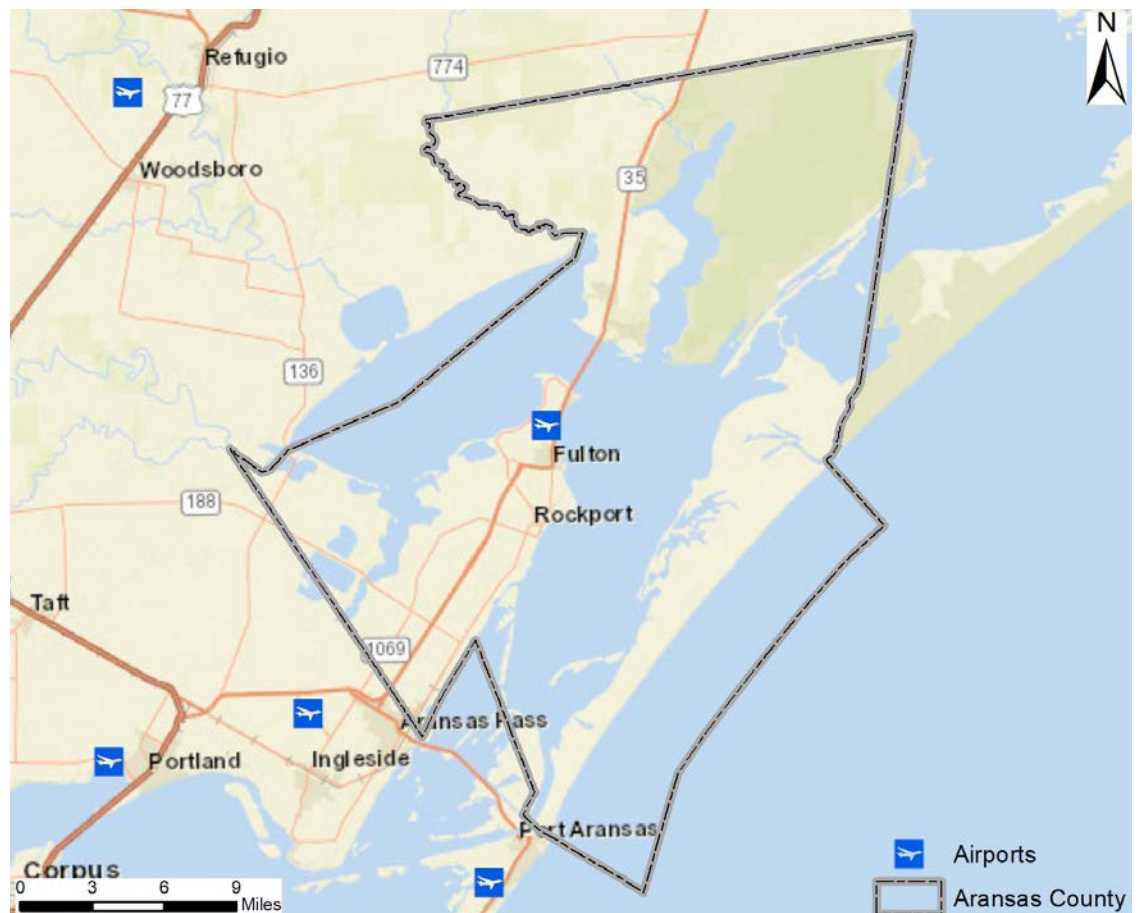 N
Refugio
774
77
Woodsboro
35
136
Fulton
188
Rockport
Taft
1069
Aransas Pass
Portland
Ingleside
Port Aransas
Corpus
0 3 6 9
Miles
Airports
Aransas County